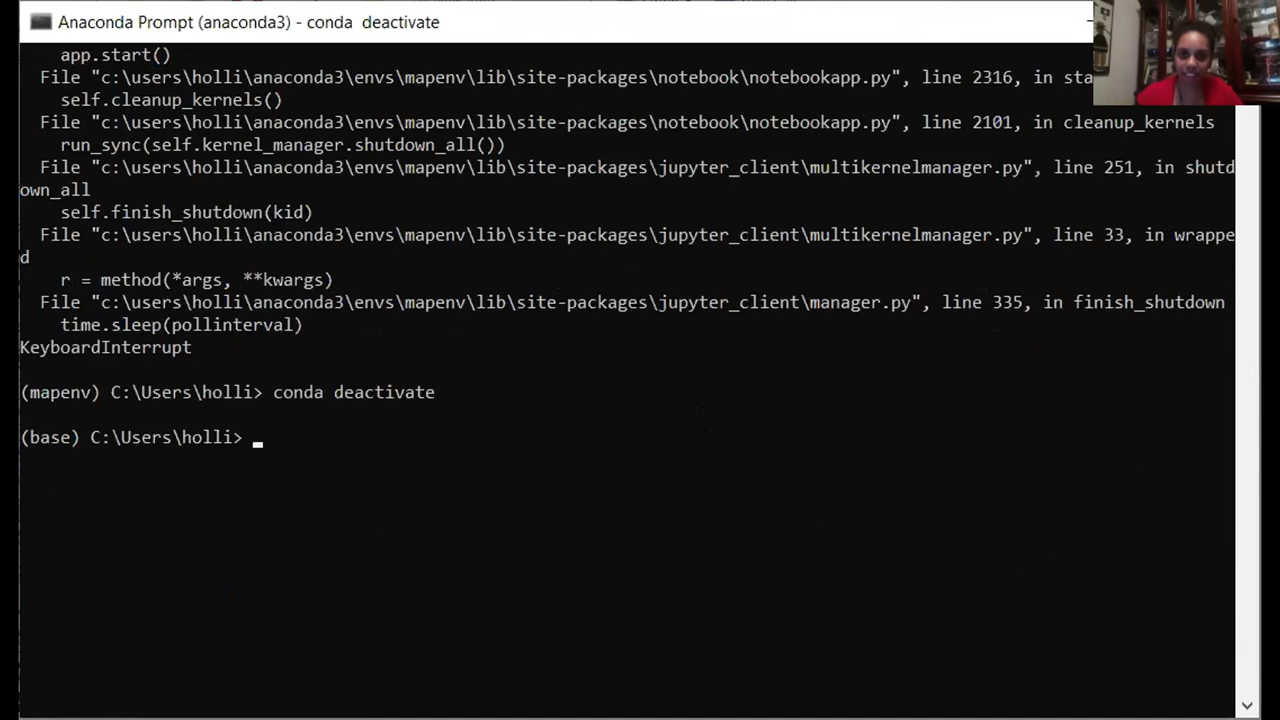 Anaconda Prompt (anaconda3) - conda  deactivate
app.start()
File "c:\users\holli\anaconda3\envs\mapenv\lib\site-packages\notebook\notebookapp.py", line 2316, in sta
self.cleanup_kernels()
File "c:\users\holli\anaconda3\envs\mapenv\lib\site-packages\notebook\notebookapp.py", line 2101, in cleanup_kernels
run_sync(self.kernel_manager.shutdown_all())
File "c:\users\holli\anaconda3\envs\mapenv\lib\site-packages\jupyter_client\multikernelmanager.py", line 251, in shutd
own_all
self.finish_shutdown(kid)
File "c:\users\holli\anaconda3\envs\mapenv\lib\site-packages\jupyter_client\multikernelmanager.py", line 33, in wrappe
d
r = method(*args, **kwargs)
File "c:\users\holli\anaconda3\envs\mapenv\lib\site-packages\jupyter_client\manager.py", line 335, in finish_shutdown
time.sleep(pollinterval)
KeyboardInterrupt
(mapenv) C:\Users\holli> conda deactivate
(base) C:\Users\holli>